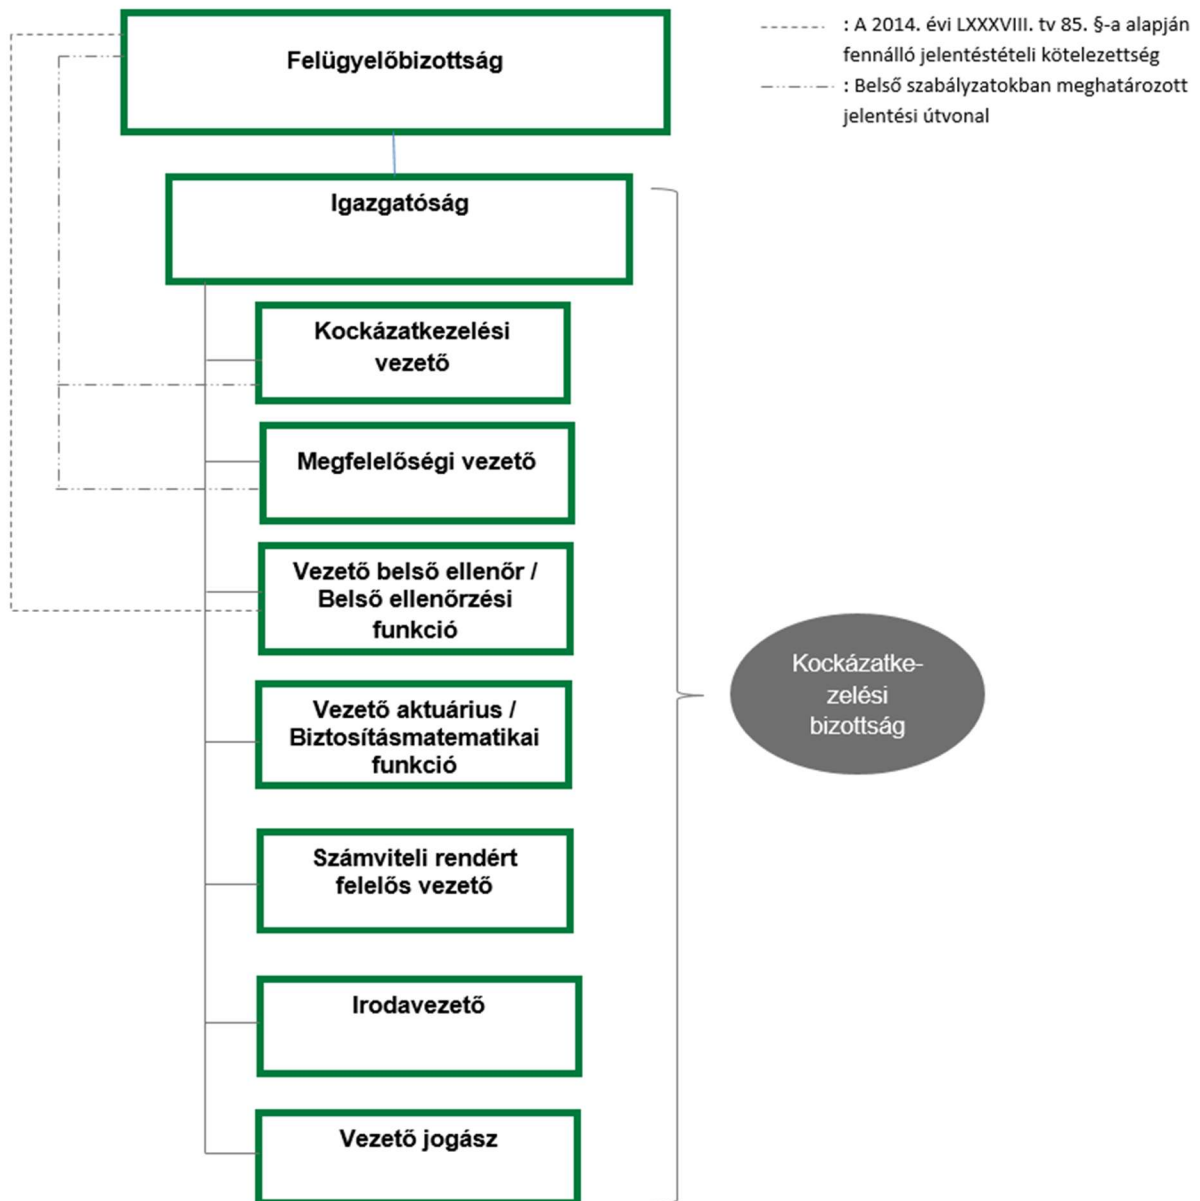 Felügyelőbizottság
: A 2014. évi LXXXVIII. tv 85. §-a alapján
fennálló jelentéstételi kötelezettség
: Belső szabályzatokban meghatározott
jelentési útvonal
Igazgatóság
Kockázatkezelési
vezető
Megfelelőségi vezető
Vezető belső ellenőr /
Belső ellenőrzési
funkció
Vezető aktuárius /
Biztosításmatematikai
funkció
Számviteli rendért
felelős vezető
Irodavezető
Vezető jogász
Kockázatke-
zelési
bizottság